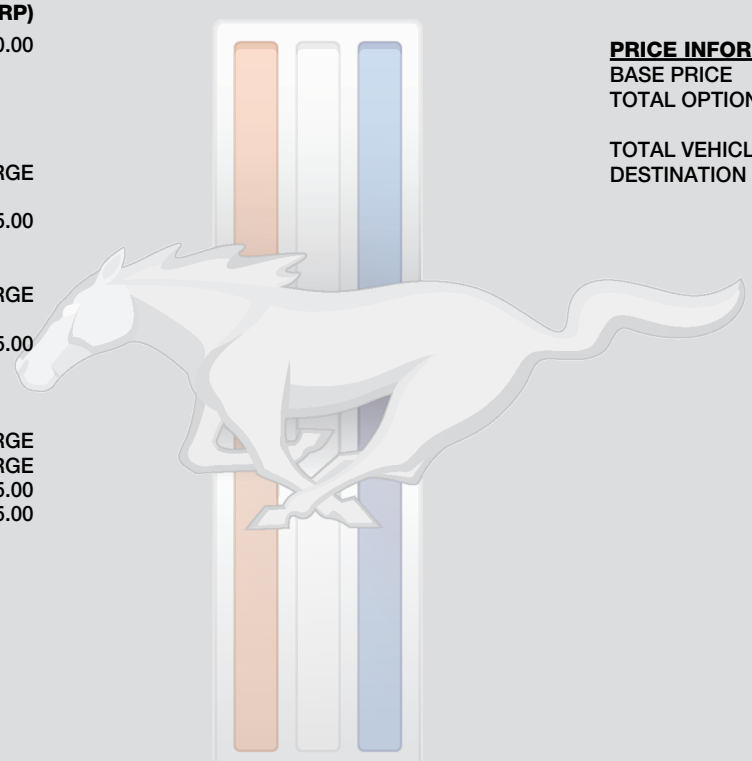 RP)
0.00
RGE
5.00
RGE
5.00
RGE
RGE
5.00
5.00
PRICE INFOR
BASE PRICE
TOTAL OPTION
TOTAL VEHICL
DESTINATION